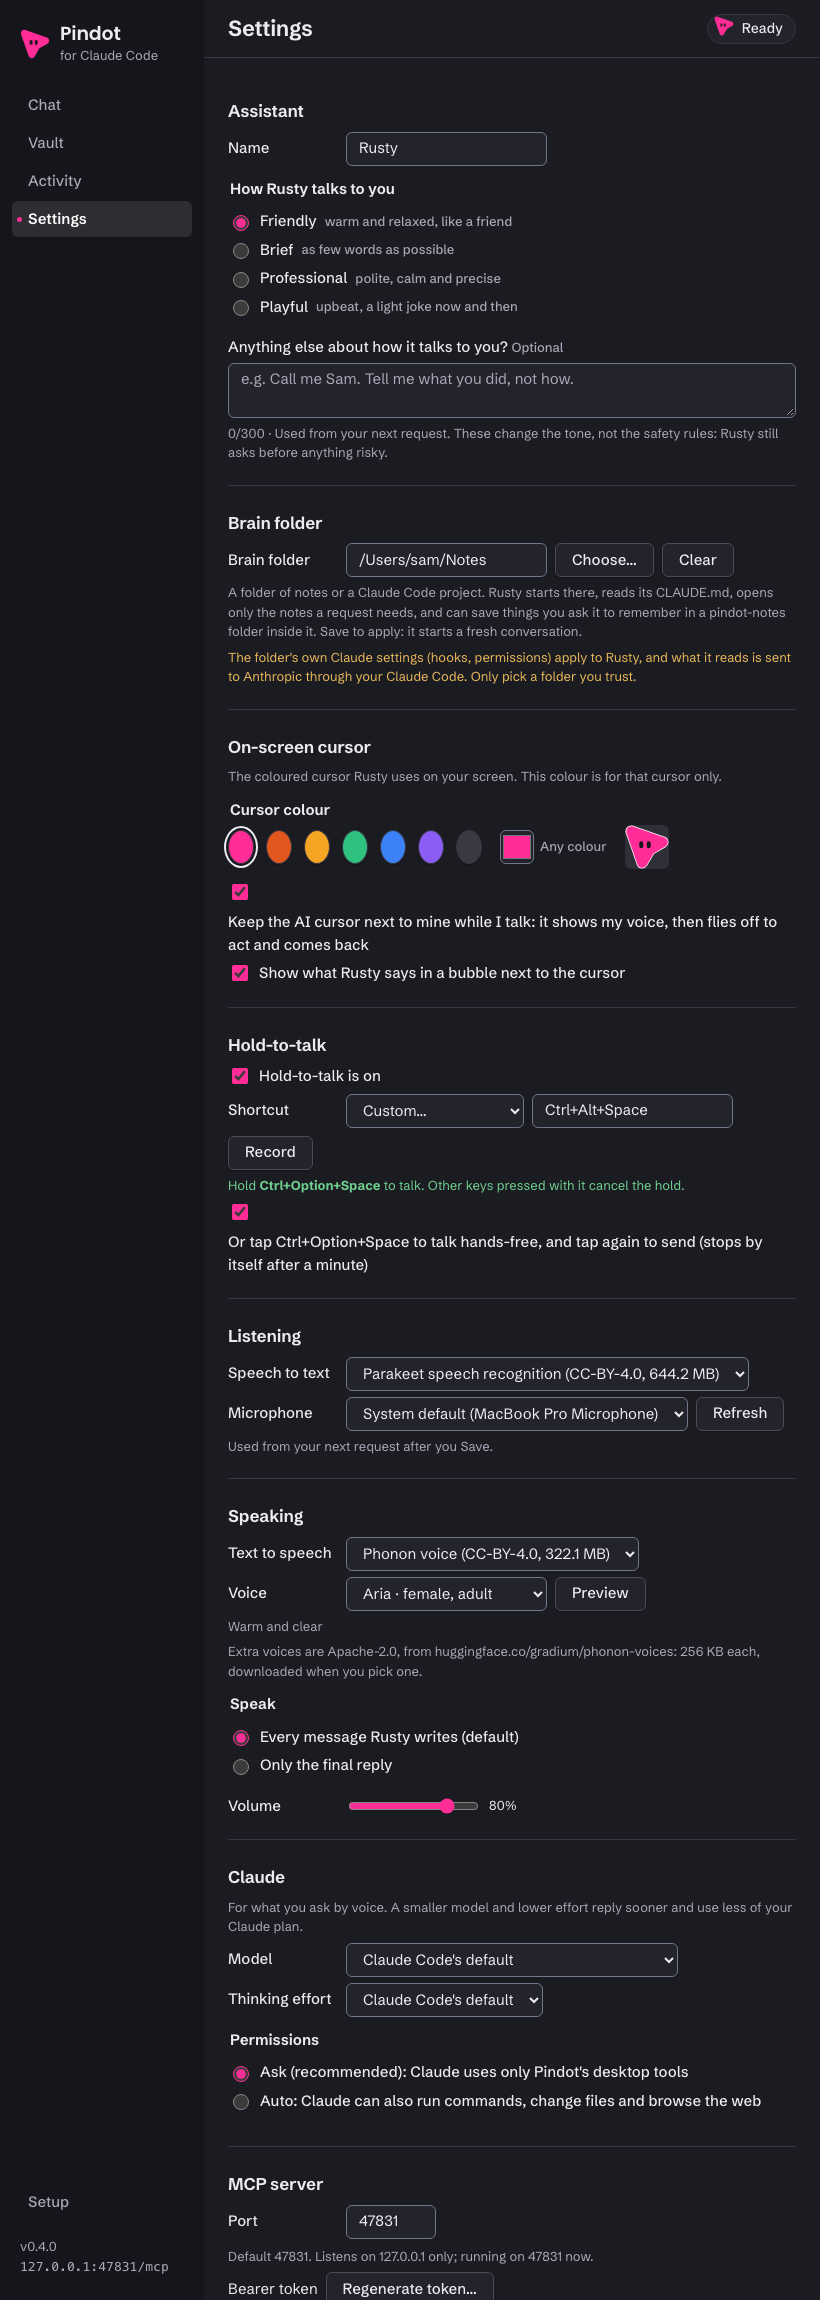 Pindot
for Claude Code
Chat
Vault
Activity
Settings
Setup
v0.4.0
127.0.0.1:47831/mcp
Settings
Ready
Assistant
Name
Rusty
How Rusty talks to you
Friendly warm and relaxed, like a friend
Brief as few words as possible
Professional polite, calm and precise
Playful upbeat, a light joke now and then
Anything else about how it talks to you? Optional
e.g. Call me Sam. Tell me what you did, not how.
0/300 · Used from your next request. These change the tone, not the safety rules: Rusty still
asks before anything risky.
Brain folder
Brain folder /Users/sam/Notes Choose... Clear
A folder of notes or a Claude Code project. Rusty starts there, reads its CLAUDE.md, opens
only the notes a request needs, and can save things you ask it to remember in a pindot-notes
folder inside it. Save to apply: it starts a fresh conversation.
The folder's own Claude settings (hooks, permissions) apply to Rusty, and what it reads is sent
to Anthropic through your Claude Code. Only pick a folder you trust.
On-screen cursor
The coloured cursor Rusty uses on your screen. This colour is for that cursor only.
Cursor colour
Any colour
Keep the AI cursor next to mine while I talk: it shows my voice, then flies off to
act and comes back
Show what Rusty says in a bubble next to the cursor
Hold-to-talk
Hold-to-talk is on
Shortcut Custom... Ctrl+Alt+Space
Record
Hold Ctrl+Option+Space to talk. Other keys pressed with it cancel the hold.
Or tap Ctrl+Option+Space to talk hands-free, and tap again to send (stops by
itself after a minute)
Listening
Speech to text Parakeet speech recognition (CC-BY-4.0, 644.2 MB)
Microphone System default (MacBook Pro Microphone) Refresh
Used from your next request after you Save.
Speaking
Text to speech Phonon voice (CC-BY-4.0, 322.1 MB)
Voice Aria · female, adult Preview
Warm and clear
Extra voices are Apache-2.0, from huggingface.co/gradium/phonon-voices: 256 KB each,
downloaded when you pick one.
Speak
Every message Rusty writes (default)
Only the final reply
Volume 80%
Claude
For what you ask by voice. A smaller model and lower effort reply sooner and use less of your
Claude plan.
Model Claude Code's default
Thinking effort Claude Code's default
Permissions
Ask (recommended): Claude uses only Pindot's desktop tools
Auto: Claude can also run commands, change files and browse the web
MCP server
Port 47831
Default 47831. Listens on 127.0.0.1 only; running on 47831 now.
Bearer token Regenerate token...